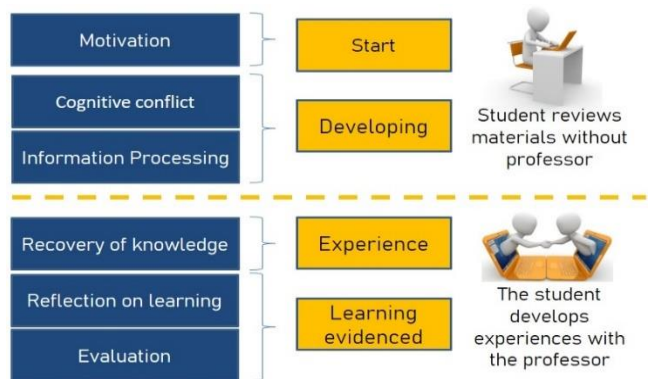 Motivation
Start
Cognitive conflict
Developing
Information Processing
Student reviews
materials without
professor
Recovery of knowledge
Experience
Reflection on learning
Learning
evidenced
Evaluation
The student
develops
experiences with
the professor